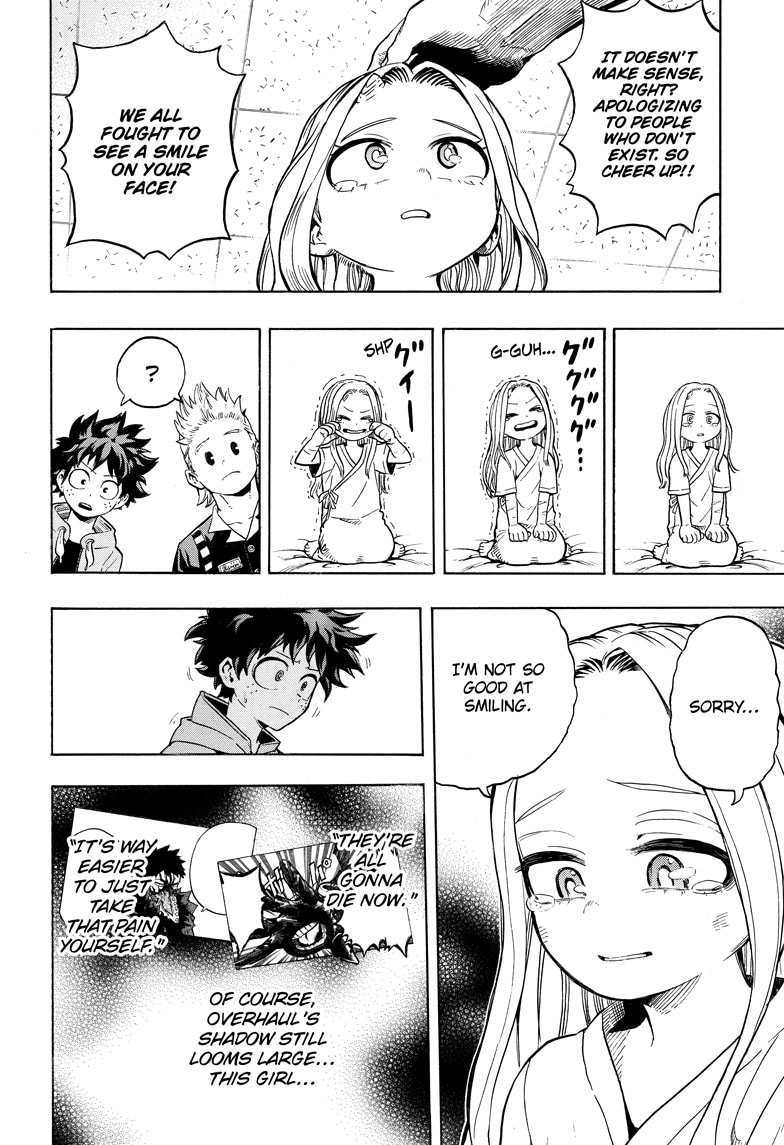 IT DOESN'T
MAKE SENSE,
RIGHT?
APOLOGIZING
TO PEOPLE
WHO DON'T
EXIST. SO
CHEER UP!!
WE ALL
FOUGHT TO
SEE A SMILE
ON YOUR
FACE!
G-GUH...
ググググ…
SHP
グイー
?
SORRY...
I'M NOT SO
GOOD AT
SMILING.
"THEY'RE
ALL
GONNA
DIE NOW."
"IT'S WAY
EASIER
TO JUST
TAKE
THAT PAIN
YOURSELF."
OF COURSE,
OVERHAUL'S
SHADOW STILL
LOOMS LARGE...
THIS GIRL...